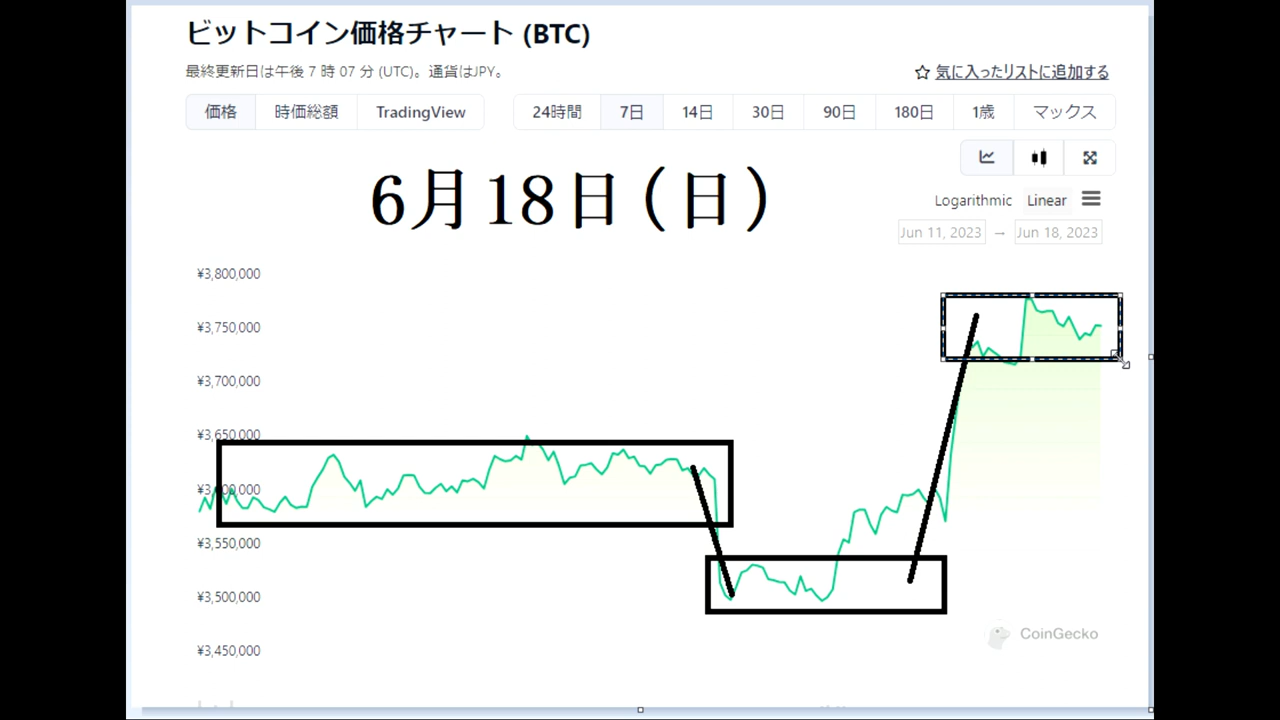 ビットコイン価格チャート (BTC)
最終更新日は午後 7 時 07 分 (UTC)。通貨はJPY。
気に入ったリストに追加する
価格 時価総額 TradingView 24時間 7日 14日 30日 90日 180日 1歳 マックス
6月18日(日)
Logarithmic Linear
Jun 11, 2023 → Jun 18, 2023
¥3,800,000
¥3,750,000
¥3,700,000
¥3,650,000
¥3,600,000
¥3,550,000
¥3,500,000
¥3,450,000
CoinGecko